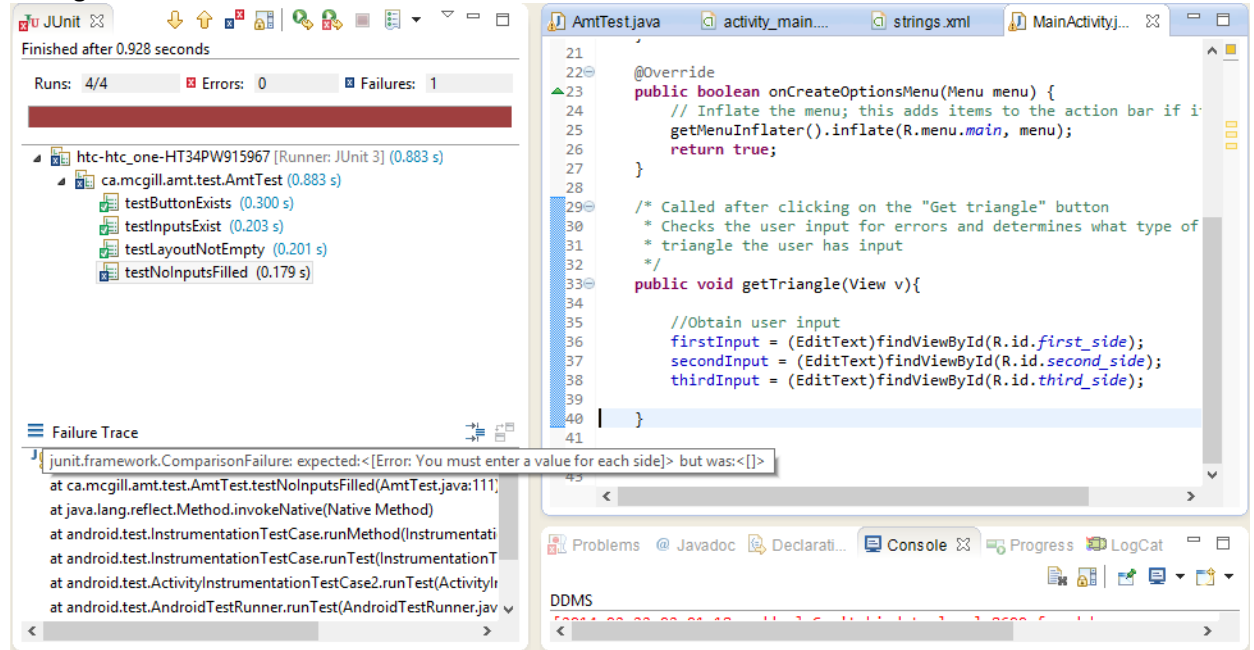 JUnit
Finished after 0.928 seconds
Runs: 4/4 Errors: 0 Failures: 1
htc-htc_one-HT34PW915967 [Runner: JUnit 3] (0.883 s)
ca.mcgill.amt.test.AmtTest (0.883 s)
testButtonExists (0.300 s)
testInputsExist (0.203 s)
testLayoutNotEmpty (0.201 s)
testNoInputsFilled (0.179 s)
Failure Trace
junit.framework.ComparisonFailure: expected:<[Error: You must enter a value for each side]> but was:<[]>
at ca.mcgill.amt.test.AmtTest.testNoInputsFilled(AmtTest.java:111)
at java.lang.reflect.Method.invokeNative(Native Method)
at android.test.InstrumentationTestCase.runMethod(Instrumentati
at android.test.InstrumentationTestCase.runTest(InstrumentationT
at android.test.ActivityInstrumentationTestCase2.runTest(ActivityIr
at android.test.AndroidTestRunner.runTest(AndroidTestRunner.jav
AmtTest.java activity_main.... strings.xml MainActivity.j...
21
22 @Override
23 public boolean onCreateOptionsMenu(Menu menu) {
24 // Inflate the menu; this adds items to the action bar if i
25 getMenuInflater().inflate(R.menu.main, menu);
26 return true;
27 }
28
29 /* Called after clicking on the "Get triangle" button
30 * Checks the user input for errors and determines what type of
31 * triangle the user has input
32 */
33 public void getTriangle(View v){
34
35 //Obtain user input
36 firstInput = (EditText)findViewById(R.id.first_side);
37 secondInput = (EditText)findViewById(R.id.second_side);
38 thirdInput = (EditText)findViewById(R.id.third_side);
39
40 }
41
43
Problems @ Javadoc Declarati... Console Progress LogCat
DDMS